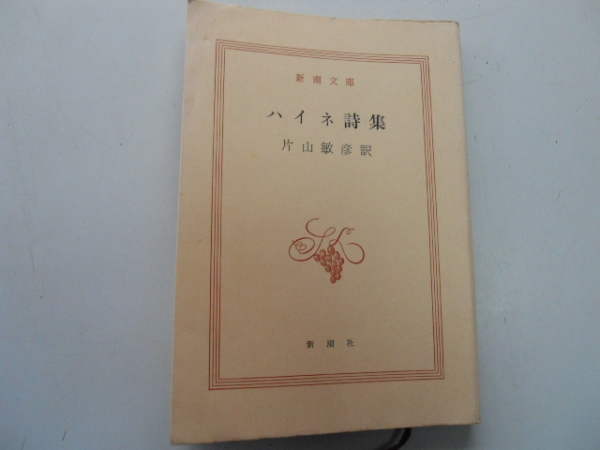 新潮文庫
ハイネ詩集
片山敏彦訳
新潮社